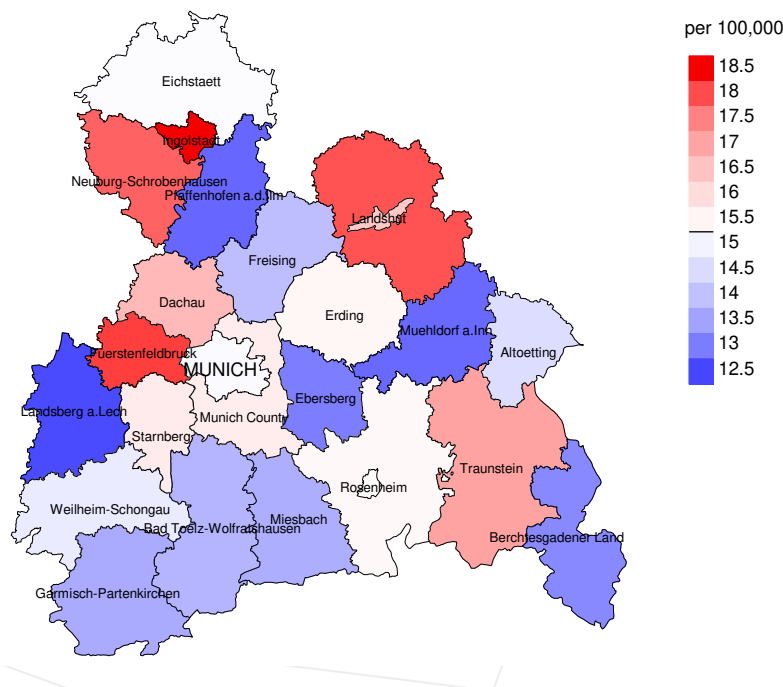 per 100,000
18.5
18
17.5
17
16.5
16
15.5
15
14.5
14
13.5
13
12.5
Eichstaett
Ingolstadt
Neuburg-Schrobenhausen
Pfaffenhofen a.d.Ilm
Landshut
Freising
Dachau
Erding
Muehldorf a.Inn
Altoetting
Fuerstenfeldbruck
MUNICH
Ebersberg
Landsberg a.Lech
Munich County
Starnberg
Traunstein
Rosenheim
Weilheim-Schongau
Miesbach
Bad Toelz-Wolfratshausen
Berchtesgadener Land
Garmisch-Partenkirchen